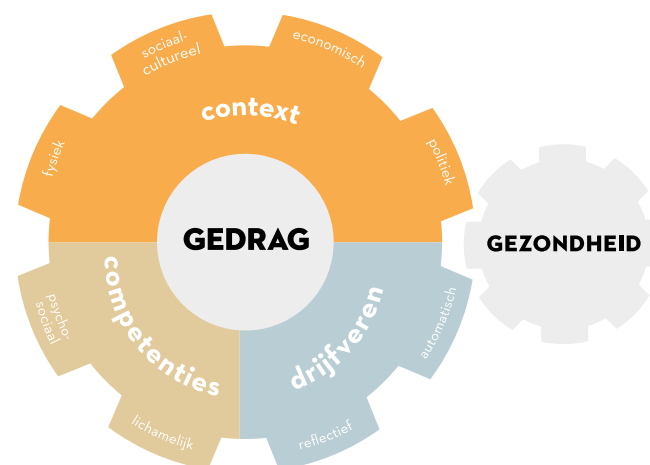 sociaal-
cultureel
economisch
fysiek
politiek
context
GEDRAG
GEZONDHEID
competenties
drijfveren
psycho-
sociaal
automatisch
lichamelijk
reflectief